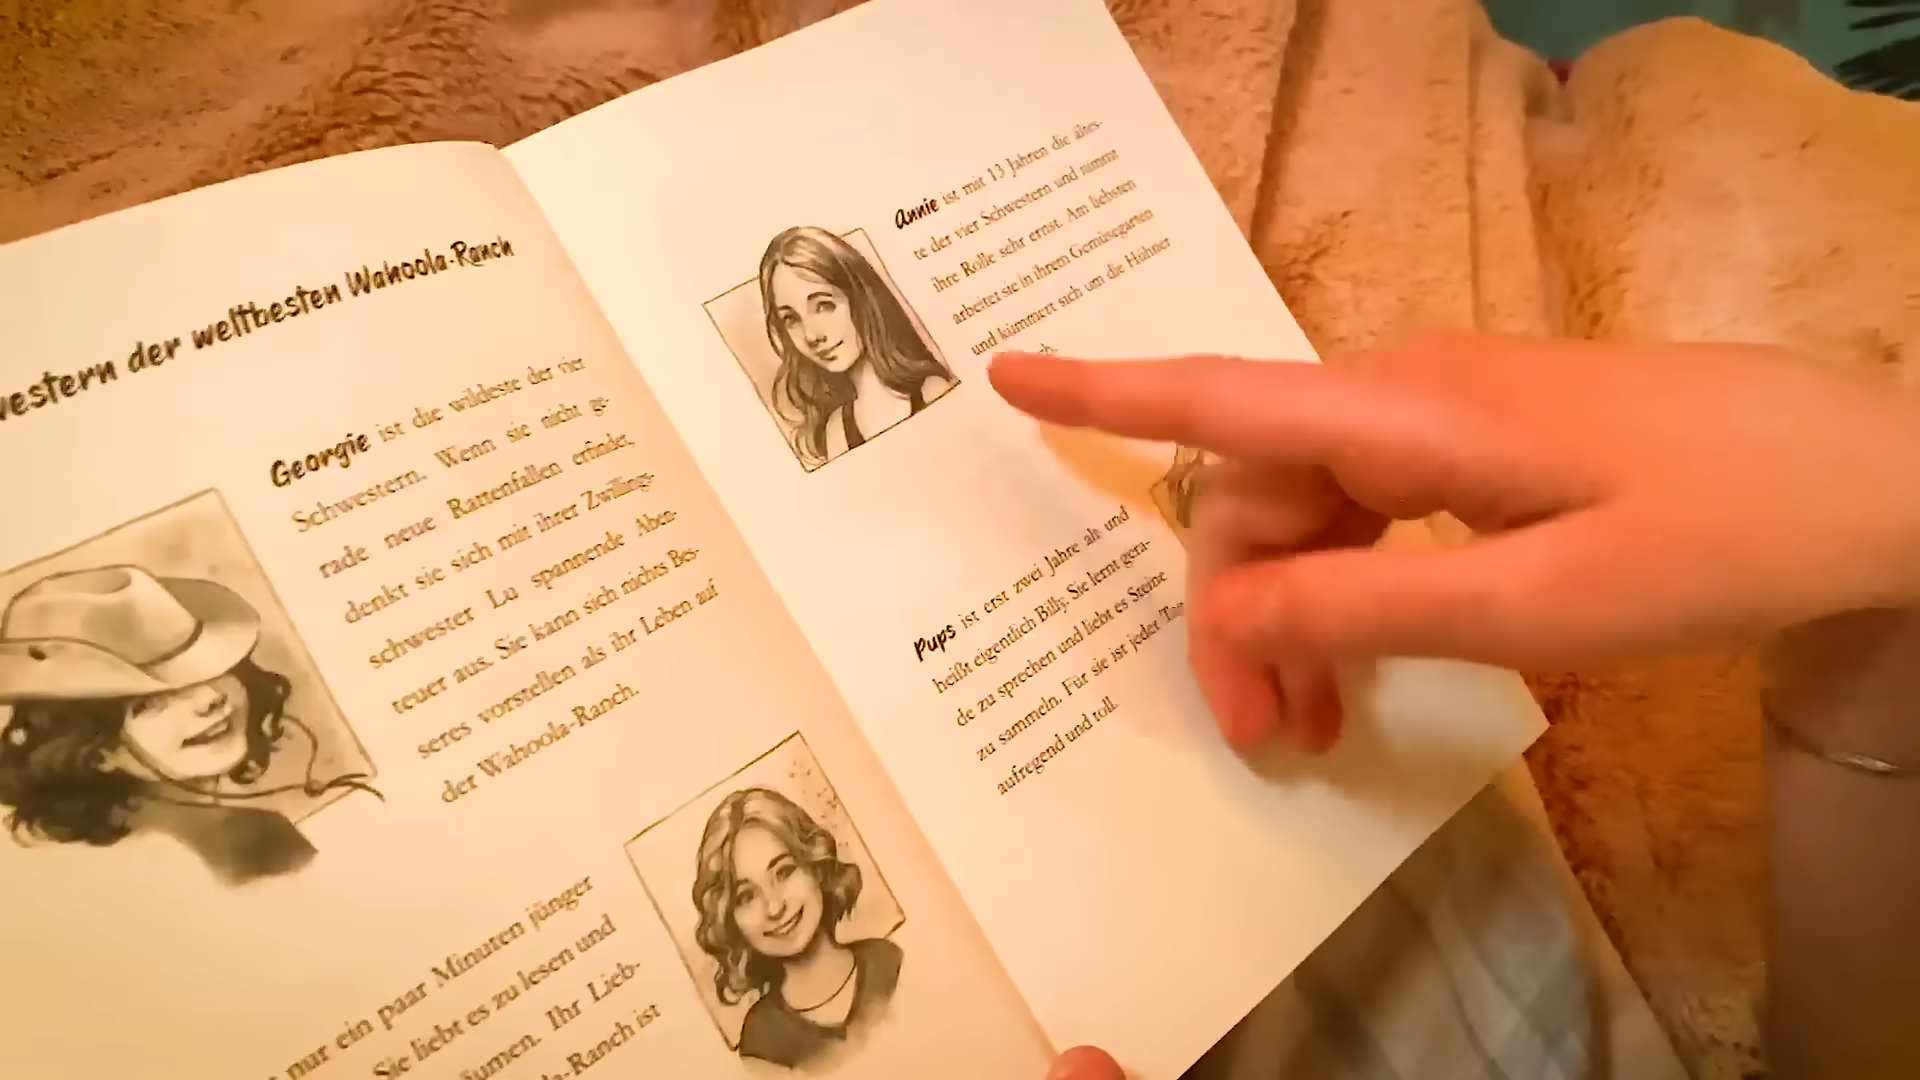 western der weltbesten Wahoola-Ranch
Georgie ist die wildeste der vier
Schwestern. Wenn sie nicht ge-
rade neue Rattenfallen erfindet,
denkt sie sich mit ihrer Zwillings-
schwester Lu spannende Aben-
teuer aus. Sie kann sich nichts Bes-
seres vorstellen als ihr Leben auf
der Wahoola-Ranch.
nur ein paar Minuten jünger
Sie liebt es zu lesen und
äumen. Ihr Lieb-
a-Ranch ist
Annie ist mit 13 Jahren die ältes-
te der vier Schwestern und nimmt
ihre Rolle sehr ernst. Am liebsten
arbeitet sie in ihrem Gemüsegarten
und kümmert sich um die Hühner
ch.
Pups ist erst zwei Jahre alt und
heißt eigentlich Billy. Sie lernt gera-
de zu sprechen und liebt es Steine
zu sammeln. Für sie ist jeder Tag
aufregend und toll.